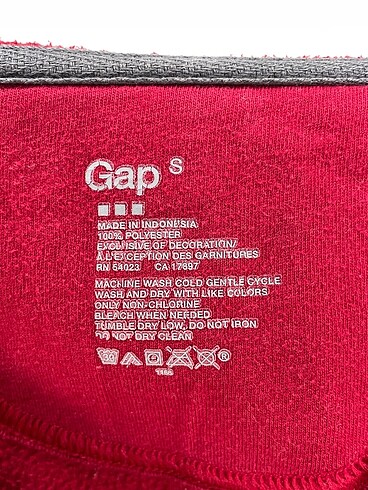 Gap S
MADE IN INDONESIA
100% POLYESTER
EXCLUSIVE OF DECORATION/
À L'EXCEPTION DES GARNITURES
RN 54023 CA 17897
MACHINE WASH COLD GENTLE CYCLE
WASH AND DRY WITH LIKE COLORS
ONLY NON-CHLORINE
BLEACH WHEN NEEDED
TUMBLE DRY LOW, DO NOT IRON
DO NOT DRY CLEAN
30 ®